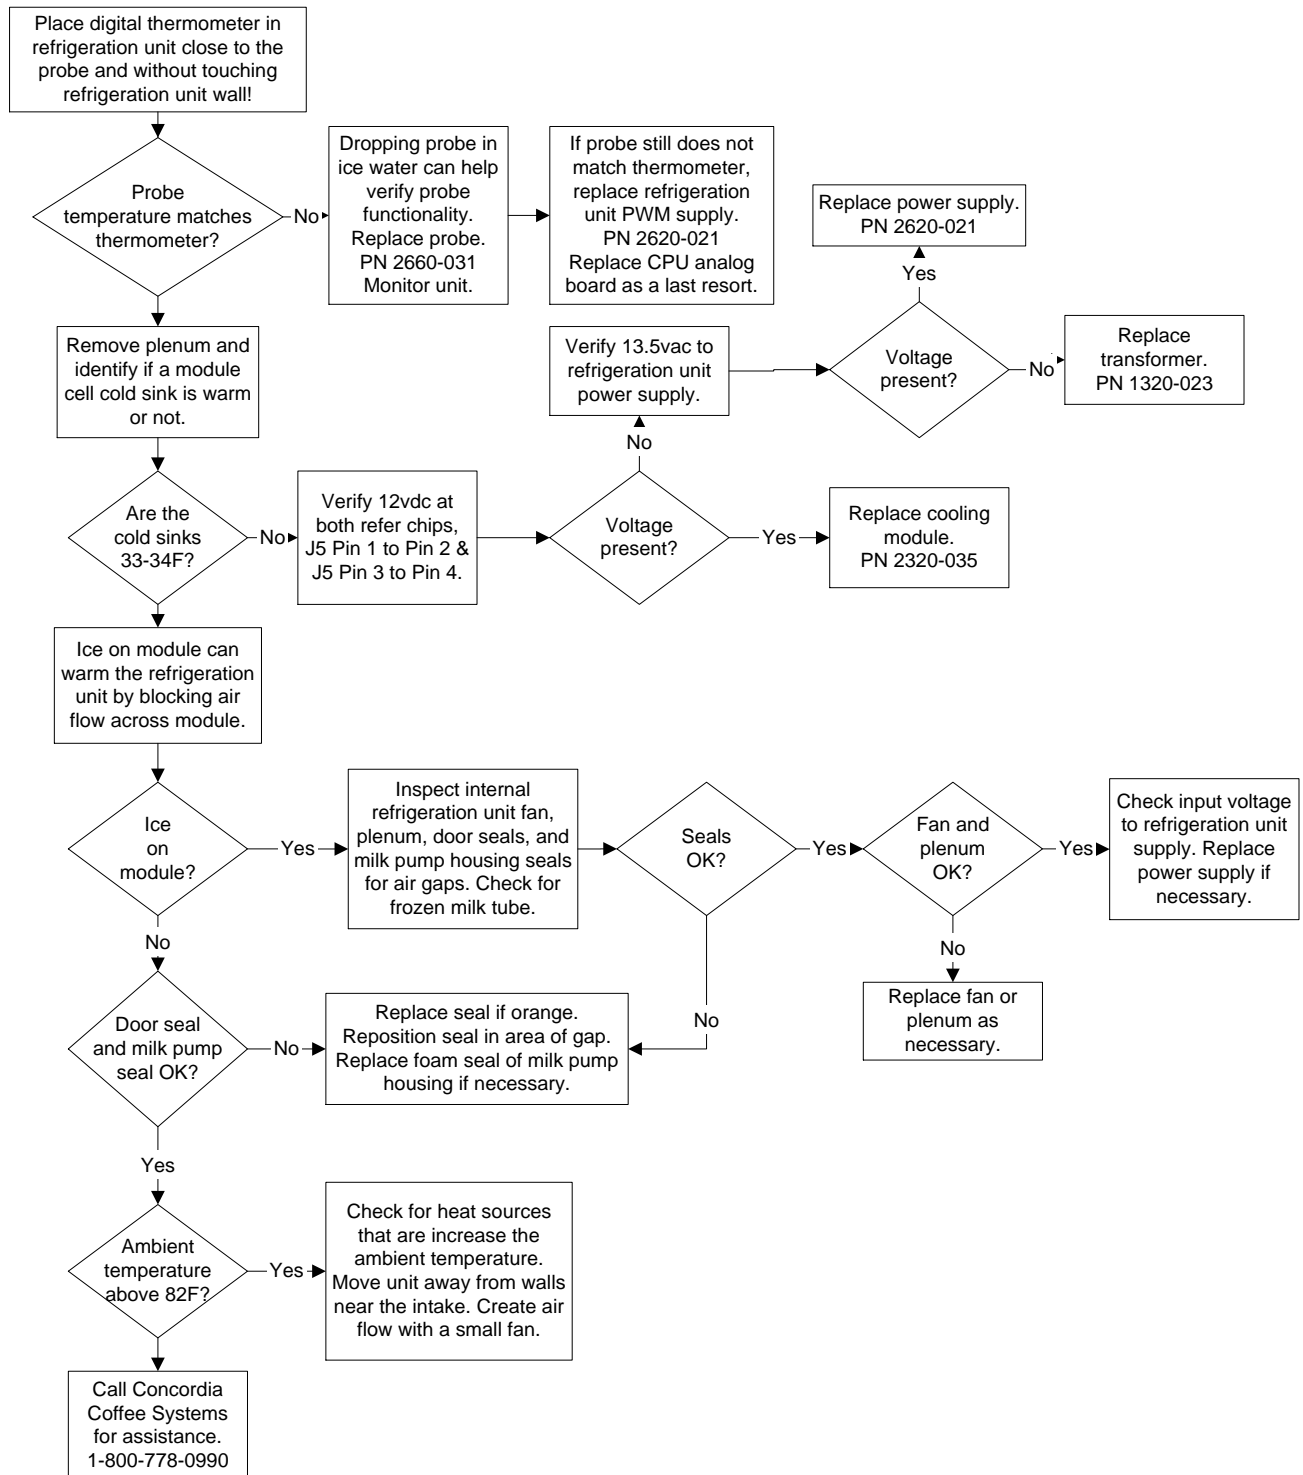 Place digital thermometer in
refrigeration unit close to the
probe and without touching
refrigeration unit wall!
Probe
temperature matches
thermometer?
No
Dropping probe in
ice water can help
verify probe
functionality.
Replace probe.
PN 2660-031
Monitor unit.
If probe still does not
match thermometer,
replace refrigeration
unit PWM supply.
PN 2620-021
Replace CPU analog
board as a last resort.
Replace power supply.
PN 2620-021
Yes
Remove plenum and
identify if a module
cell cold sink is warm
or not.
Verify 13.5vac to
refrigeration unit
power supply.
Voltage
present?
No
Replace
transformer.
PN 1320-023
No
Are the
cold sinks
33-34F?
No
Verify 12vdc at
both refer chips,
J5 Pin 1 to Pin 2 &
J5 Pin 3 to Pin 4.
Voltage
present?
Yes
Replace cooling
module.
PN 2320-035
Ice on module can
warm the refrigeration
unit by blocking air
flow across module.
Ice
on
module?
Yes
Inspect internal
refrigeration unit fan,
plenum, door seals, and
milk pump housing seals
for air gaps. Check for
frozen milk tube.
Seals
OK?
Yes
Fan and
plenum
OK?
Yes
Check input voltage
to refrigeration unit
supply. Replace
power supply if
necessary.
No
No
Replace fan or
plenum as
necessary.
No
Door seal
and milk pump
seal OK?
No
Replace seal if orange.
Reposition seal in area of gap.
Replace foam seal of milk pump
housing if necessary.
Yes
Ambient
temperature
above 82F?
Yes
Check for heat sources
that are increase the
ambient temperature.
Move unit away from walls
near the intake. Create air
flow with a small fan.
Call Concordia
Coffee Systems
for assistance.
1-800-778-0990